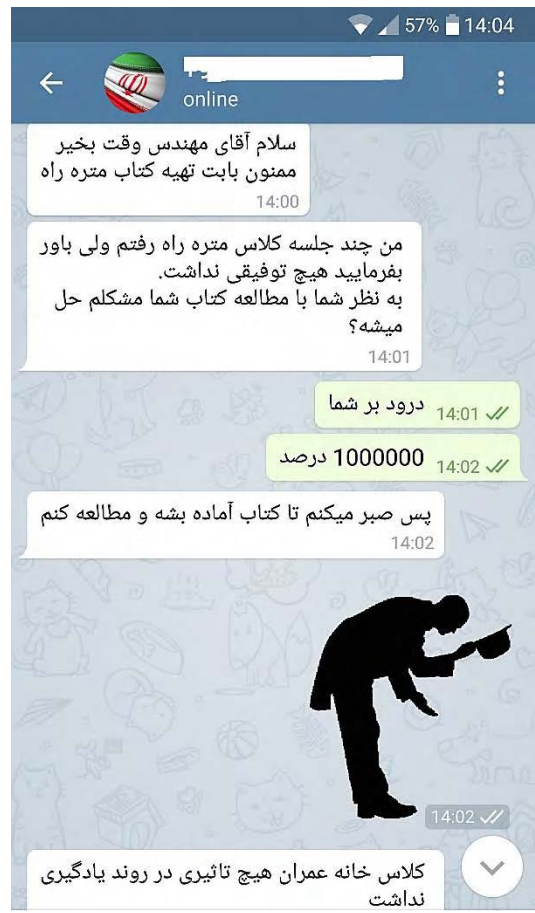 57% 14:04
online
سلام آقای مهندس وقت بخیر
ممنون بابت تهیه کتاب متره راه
14:00
من چند جلسه کلاس متره راه رفتم ولی باور
بفرمایید هیچ توفیقی نداشت.
به نظر شما با مطالعه کتاب شما مشکلم حل
میشه؟
14:01
درود بر شما 14:01
1000000 درصد 14:02
پس صبر میکنم تا کتاب آماده بشه و مطالعه کنم
14:02
14:02
کلاس خانه عمران هیچ تاثیری در روند یادگیری
نداشت